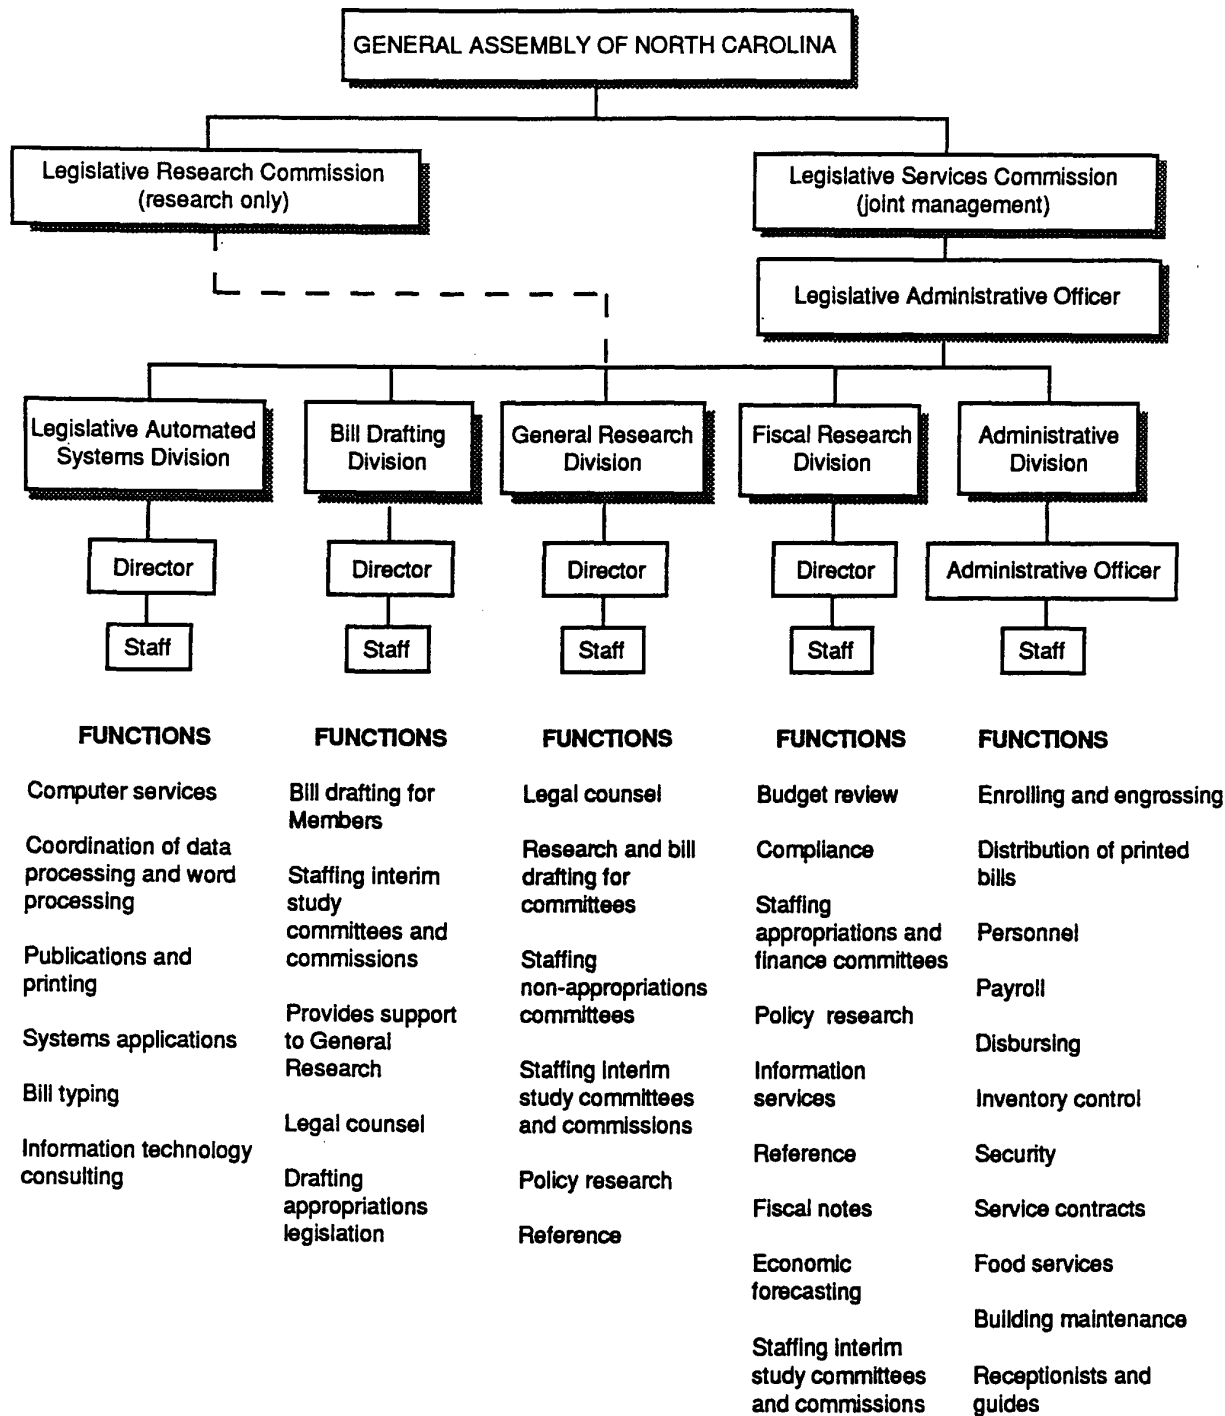 GENERAL ASSEMBLY OF NORTH CAROLINA
Legislative Research Commission
(research only)
Legislative Services Commission
(joint management)
Legislative Administrative Officer
Legislative Automated
Systems Division
Bill Drafting
Division
General Research
Division
Fiscal Research
Division
Administrative
Division
Director
Director
Director
Director
Administrative Officer
Staff
Staff
Staff
Staff
Staff
FUNCTIONS
Computer services
Coordination of data
processing and word
processing
Publications and
printing
Systems applications
Bill typing
Information technology
consulting
FUNCTIONS
Bill drafting for
Members
Staffing interim
study
committees and
commissions
Provides support
to General
Research
Legal counsel
Drafting
appropriations
legislation
FUNCTIONS
Legal counsel
Research and bill
drafting for
committees
Staffing
non-appropriations
committees
Staffing interim
study committees
and commissions
Policy research
Reference
FUNCTIONS
Budget review
Compliance
Staffing
appropriations and
finance committees
Policy research
Information
services
Reference
Fiscal notes
Economic
forecasting
Staffing interim
study committees
and commissions
FUNCTIONS
Enrolling and engrossing
Distribution of printed
bills
Personnel
Payroll
Disbursing
Inventory control
Security
Service contracts
Food services
Building maintenance
Receptionists and
guides